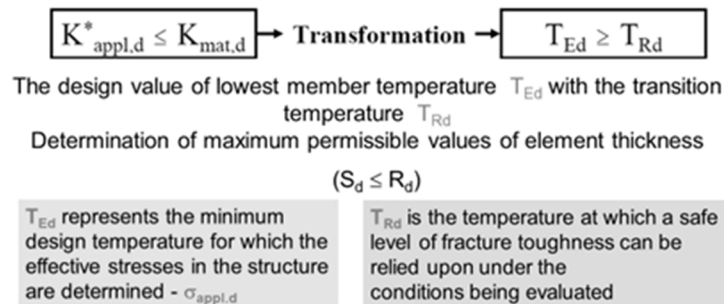 K*appl,d ≤ Kmat,d → Transformation → TEd ≥ TRd
The design value of lowest member temperature TEd with the transition
temperature TRd
Determination of maximum permissible values of element thickness
(Sd ≤ Rd)
TEd represents the minimum
design temperature for which the
effective stresses in the structure
are determined - σappl,d
TRd is the temperature at which a safe
level of fracture toughness can be
relied upon under the
conditions being evaluated